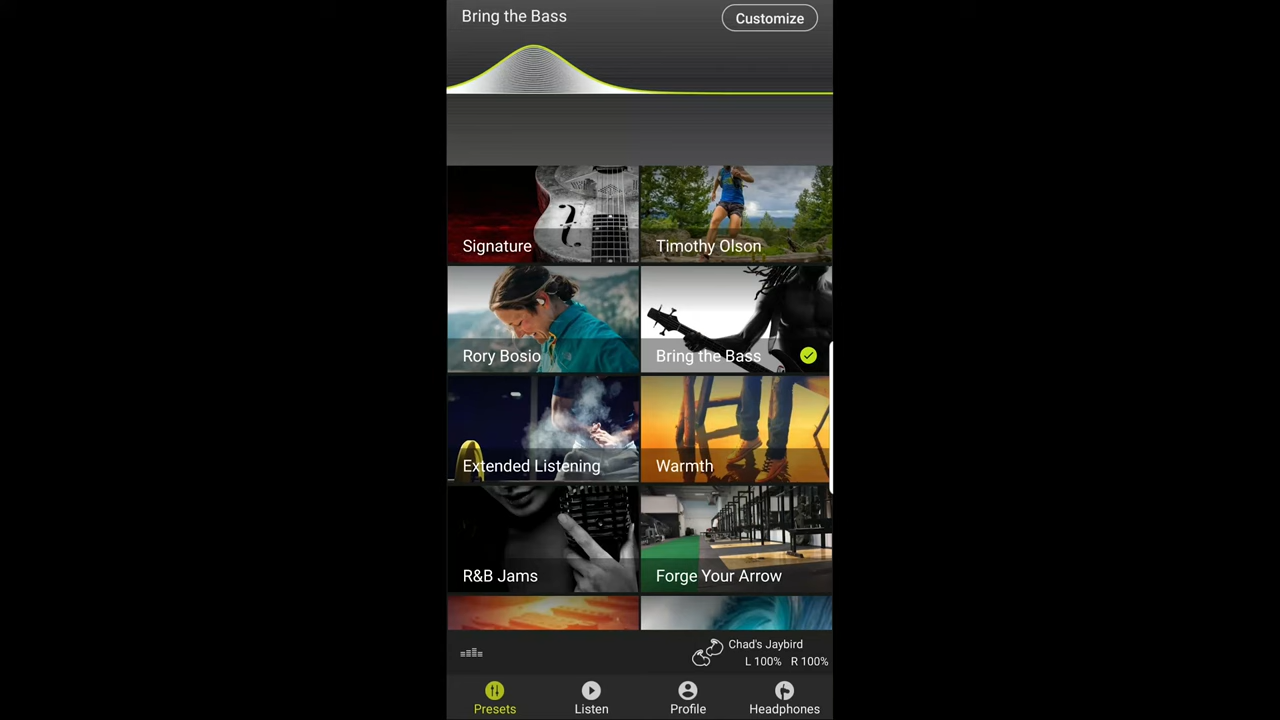 Bring the Bass
Customize
Signature
Timothy Olson
Rory Bosio
Bring the Bass
Extended Listening
Warmth
R&B Jams
Forge Your Arrow
Chad's Jaybird
L 100% R 100%
Presets
Listen
Profile
Headphones